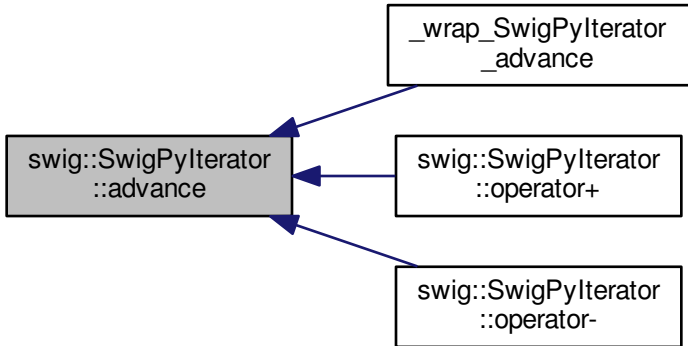 _wrap_SwigPyIterator
_advance
swig::SwigPyIterator
::advance
swig::SwigPyIterator
::operator+
swig::SwigPyIterator
::operator-